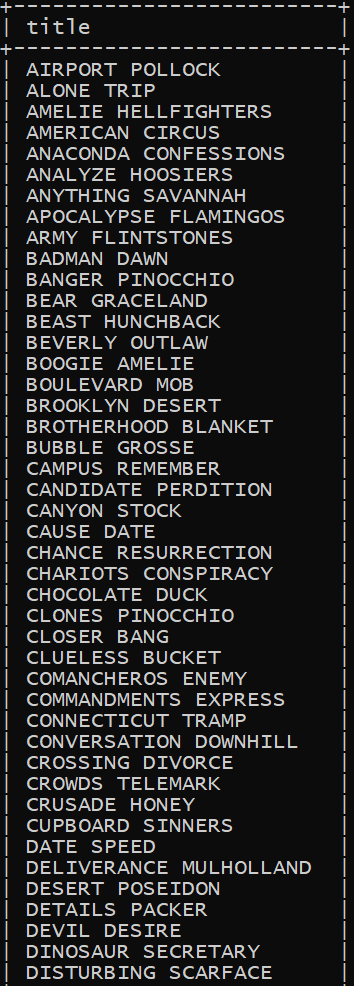 +-------------------------+
| title                   |
+-------------------------+
| AIRPORT POLLOCK         |
| ALONE TRIP              |
| AMELIE HELLFIGHTERS     |
| AMERICAN CIRCUS         |
| ANACONDA CONFESSIONS    |
| ANALYZE HOOSIERS        |
| ANYTHING SAVANNAH       |
| APOCALYPSE FLAMINGOS    |
| ARMY FLINTSTONES        |
| BADMAN DAWN             |
| BANGER PINOCCHIO        |
| BEAR GRACELAND          |
| BEAST HUNCHBACK         |
| BEVERLY OUTLAW          |
| BOOGIE AMELIE           |
| BOULEVARD MOB           |
| BROOKLYN DESERT         |
| BROTHERHOOD BLANKET     |
| BUBBLE GROSSE           |
| CAMPUS REMEMBER         |
| CANDIDATE PERDITION     |
| CANYON STOCK            |
| CAUSE DATE              |
| CHANCE RESURRECTION     |
| CHARIOTS CONSPIRACY     |
| CHOCOLATE DUCK          |
| CLONES PINOCCHIO        |
| CLOSER BANG             |
| CLUELESS BUCKET         |
| COMANCHEROS ENEMY       |
| COMMANDMENTS EXPRESS    |
| CONNECTICUT TRAMP       |
| CONVERSATION DOWNHILL   |
| CROSSING DIVORCE        |
| CROWDS TELEMARK         |
| CRUSADE HONEY           |
| CUPBOARD SINNERS        |
| DATE SPEED              |
| DELIVERANCE MULHOLLAND  |
| DESERT POSEIDON         |
| DETAILS PACKER          |
| DEVIL DESIRE            |
| DINOSAUR SECRETARY      |
| DISTURBING SCARFACE     |